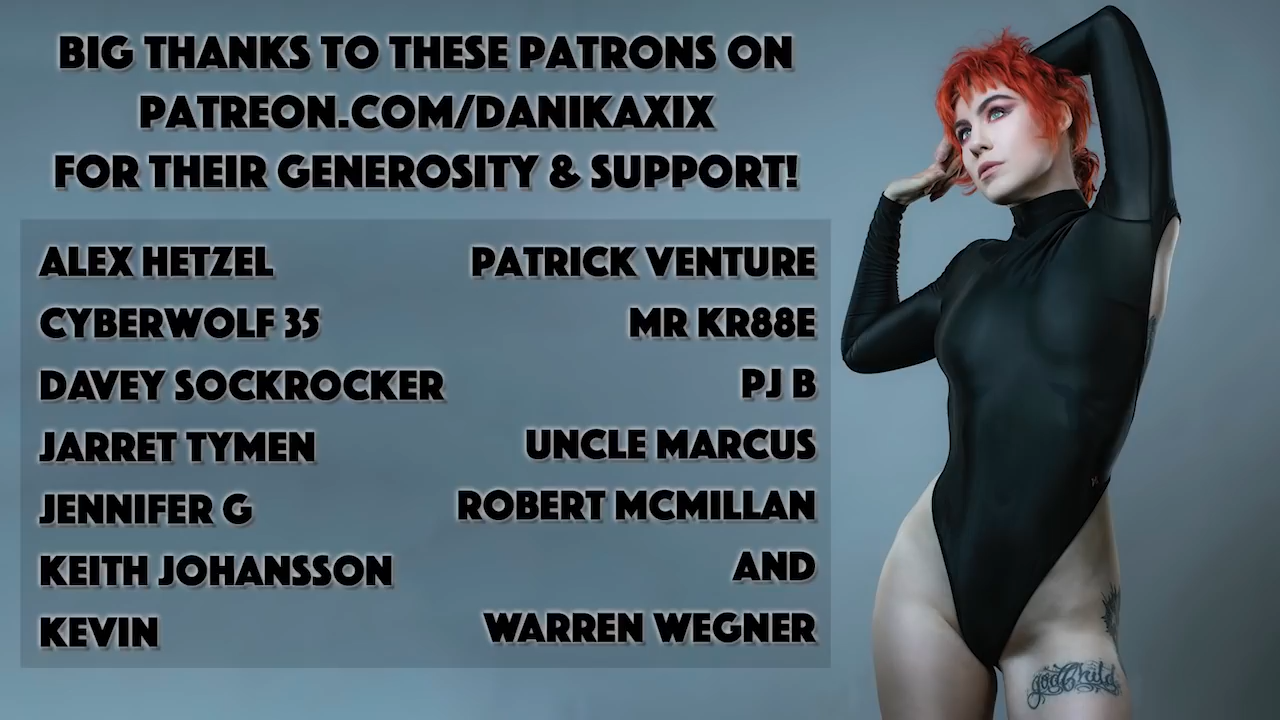 BIG THANKS TO THESE PATRONS ON
PATREON.COM/DANIKAXIX
FOR THEIR GENEROSITY & SUPPORT!
ALEX HETZEL
CYBERWOLF 35
DAVEY SOCKROCKER
JARRET TYMEN
JENNIFER G
KEITH JOHANSSON
KEVIN
PATRICK VENTURE
MR KR88E
PJ B
UNCLE MARCUS
ROBERT MCMILLAN
AND
WARREN WEGNER
godChild